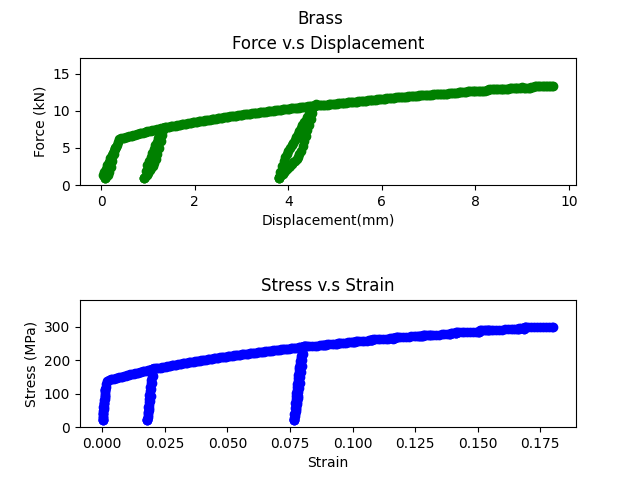 Brass
Force v.s Displacement
15
10
5
0
Force (kN)
0 2 4 6 8 10
Displacement(mm)
Stress v.s Strain
300
200
100
0
Stress (MPa)
0.000 0.025 0.050 0.075 0.100 0.125 0.150 0.175
Strain